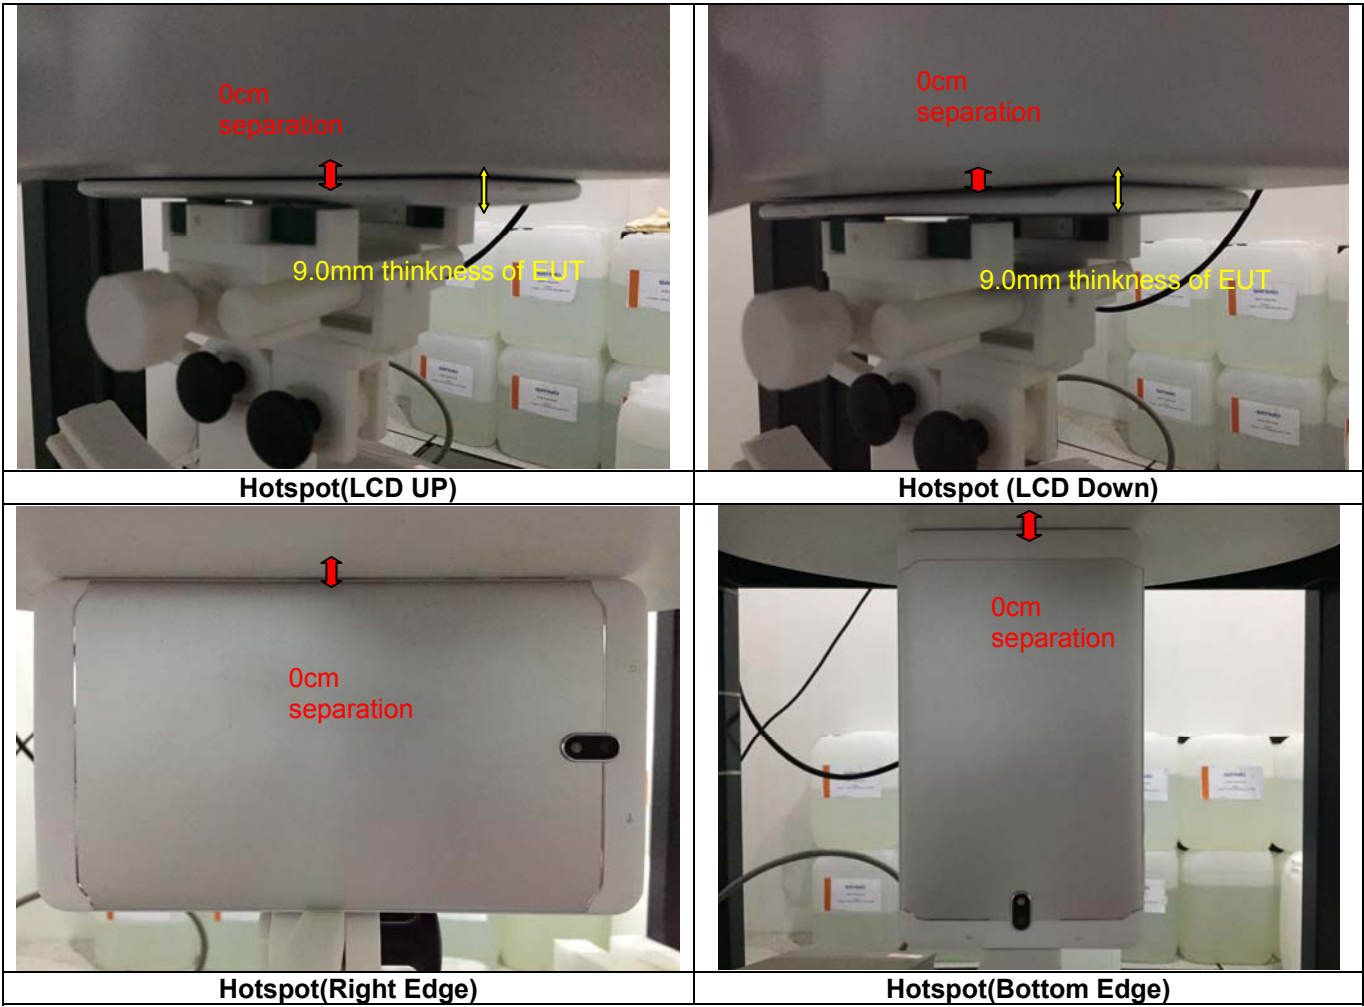 0cm
separation
9.0mm thinkness of EUT
0cm
separation
9.0mm thinkness of EUT
Hotspot(LCD UP)
Hotspot (LCD Down)
0cm
separation
0cm
separation
Hotspot(Right Edge)
Hotspot(Bottom Edge)